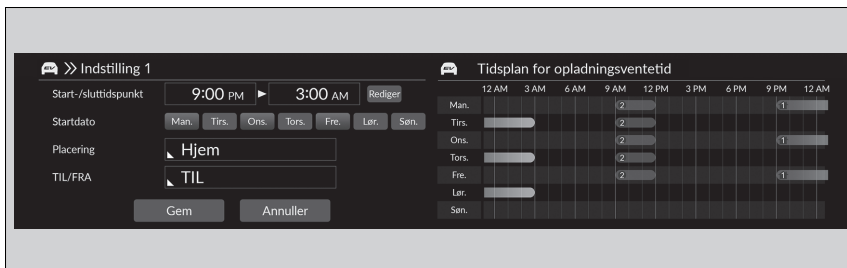 EV >> Indstilling 1
Start-/sluttidspunkt 9:00 PM ► 3:00 AM Rediger
Startdato Man. Tirs. Ons. Tors. Fre. Lør. Søn.
Placering Hjem
TIL/FRA TIL
Gem Annuller
EV Tidsplan for opladningsventetid
12 AM 3 AM 6 AM 9 AM 12 PM 3 PM 6 PM 9 PM 12 AM
Man. 2 1
Tirs. 2
Ons. 2 1
Tors. 2
Fre. 2 1
Lør.
Søn.